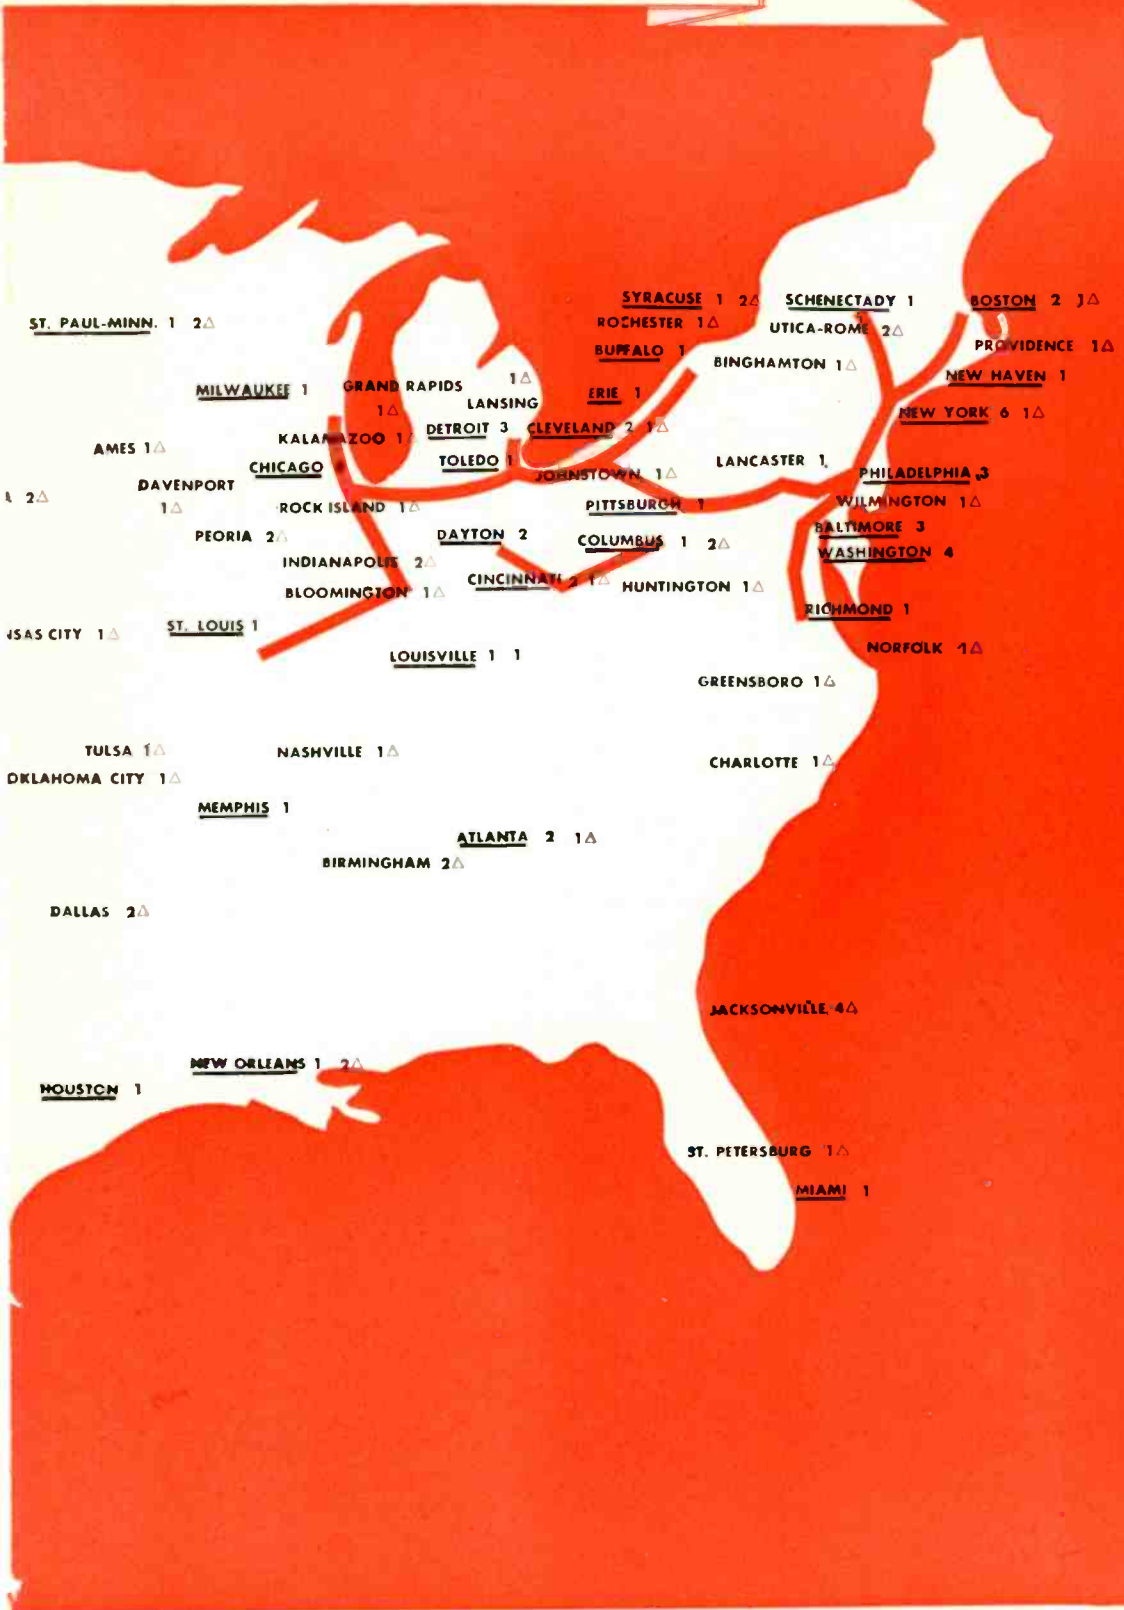 SYRACUSE 1 2△
SCHENECTADY 1
BOSTON 2 1△
ST. PAUL-MINN. 1 2△
ROCHESTER 1△
UTICA-ROME 2△
BUFFALO 1
PROVIDENCE 1△
BINGHAMTON 1△
NEW HAVEN 1
MILWAUKEE 1
GRAND RAPIDS
1△
1△
LANSING
ERIE 1
NEW YORK 6 1△
DETROIT 3
CLEVELAND 2 1△
AMES 1△
KALAMAZOO 1△
CHICAGO
TOLEDO 1
JOHNSTOWN 1△
LANCASTER 1
PHILADELPHIA 3
DAVENPORT
1△
2△
ROCK ISLAND 1△
PITTSBURGH 1
WILMINGTON 1△
BALTIMORE 3
PEORIA 2△
DAYTON 2
COLUMBUS 1 2△
WASHINGTON 4
INDIANAPOLIS 2△
BLOOMINGTON 1△
CINCINNATI 2 1△
HUNTINGTON 1△
RICHMOND 1
NSAS CITY 1△
ST. LOUIS 1
LOUISVILLE 1 1
NORFOLK 1△
GREENSBORO 1△
TULSA 1△
NASHVILLE 1△
CHARLOTTE 1△
OKLAHOMA CITY 1△
MEMPHIS 1
ATLANTA 2 1△
BIRMINGHAM 2△
DALLAS 2△
JACKSONVILLE 4△
NEW ORLEANS 1 2△
HOUSTON 1
ST. PETERSBURG 1△
MIAMI 1